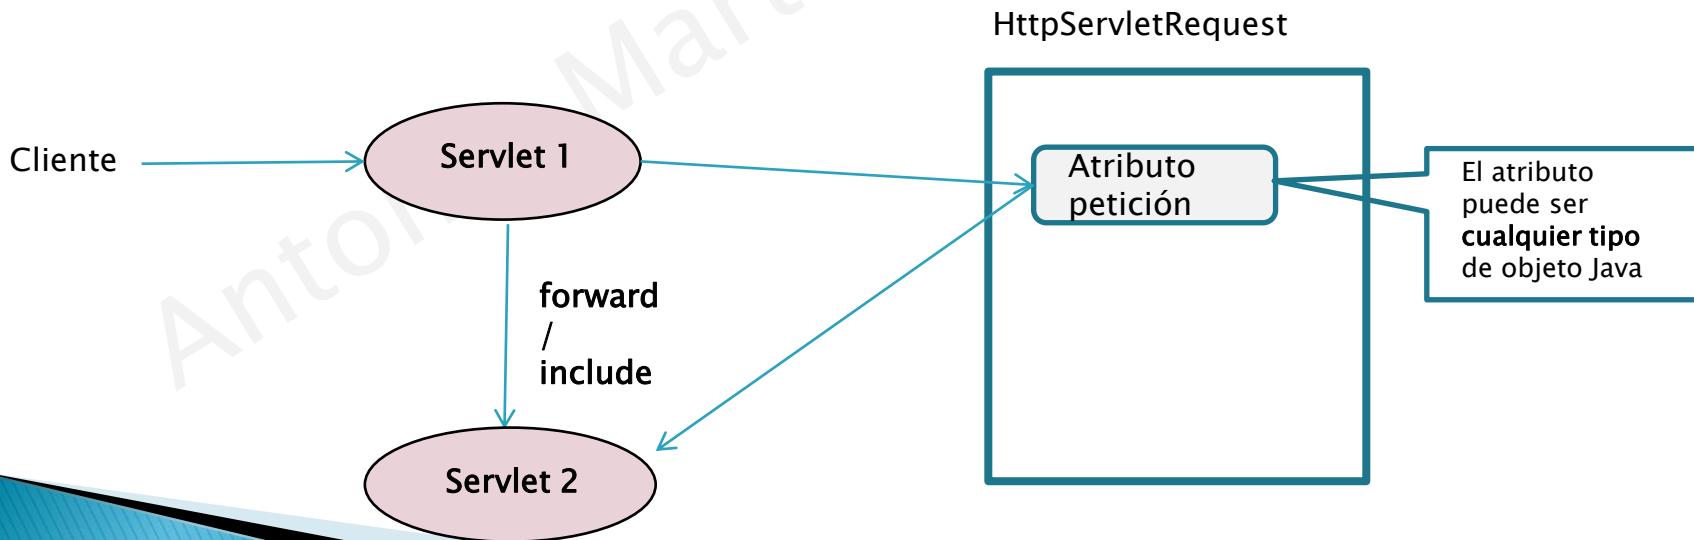 HttpServletRequest
Cliente
Servlet 1
Atributo
petición
El atributo
puede ser
cualquier tipo
de objeto Java
forward
/
include
Servlet 2